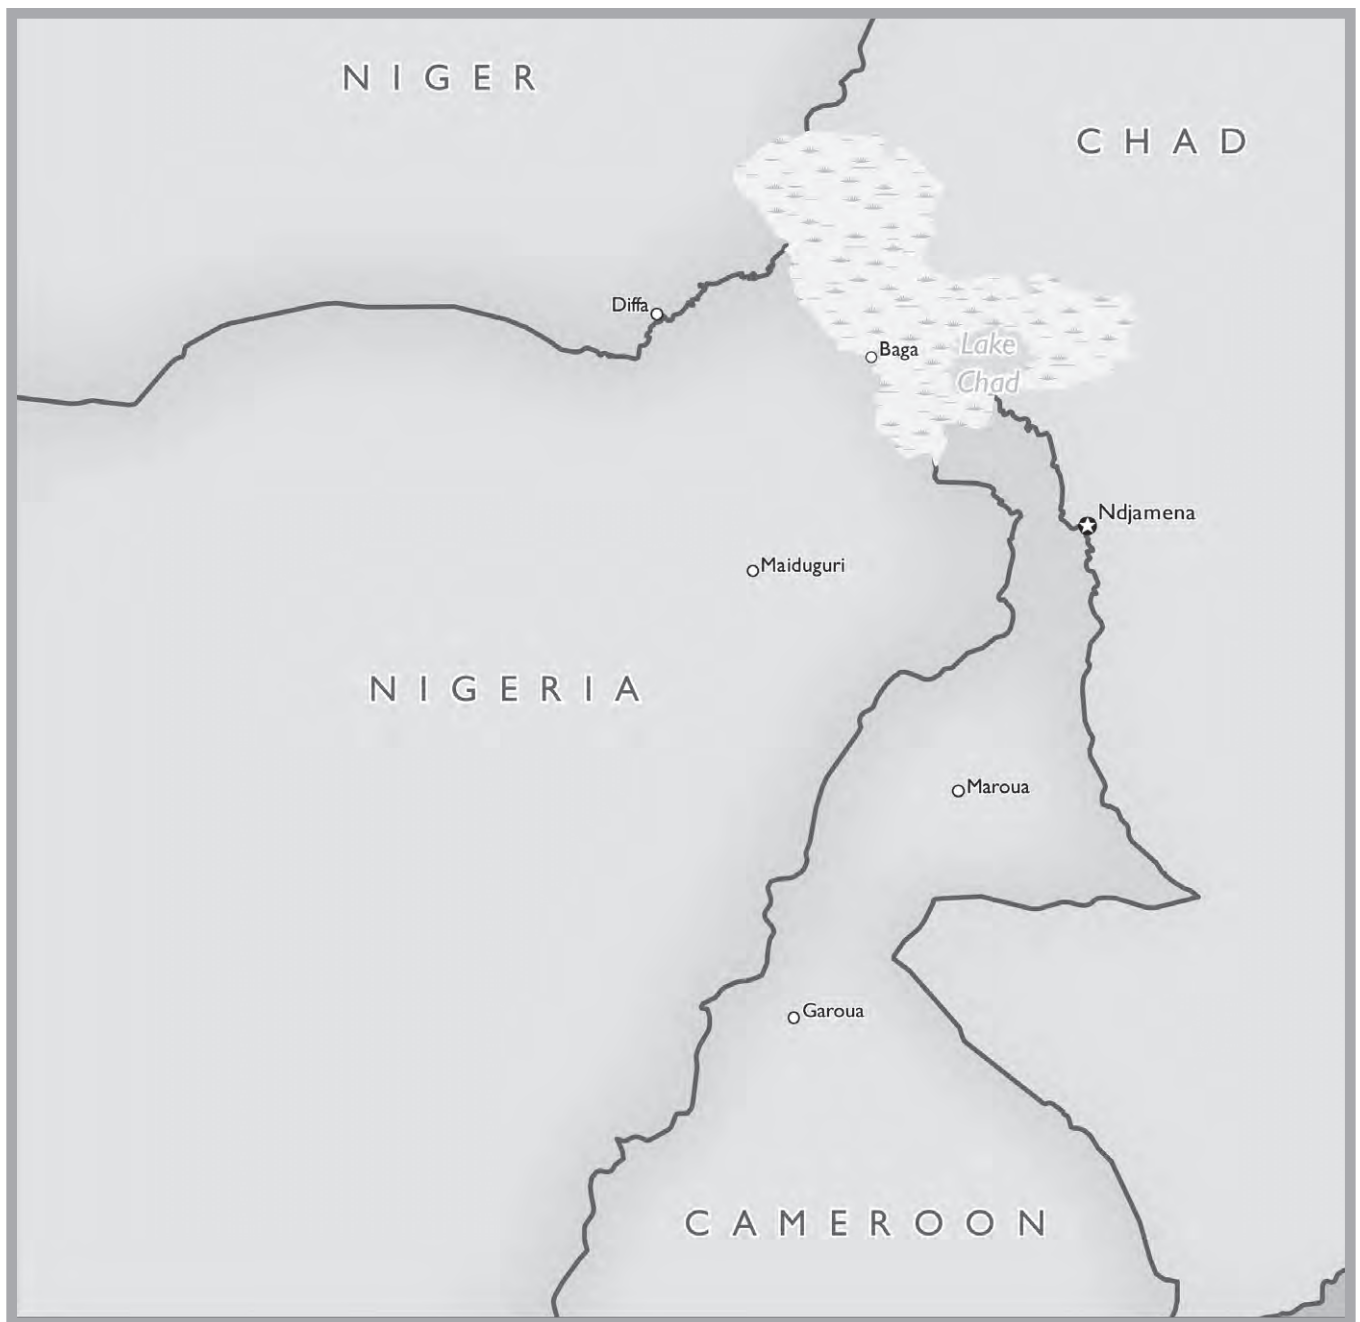 NIGER
CHAD
Diffa
Baga
Lake
Chad
Ndjamena
Maiduguri
NIGERIA
Maroua
Garoua
CAMEROON